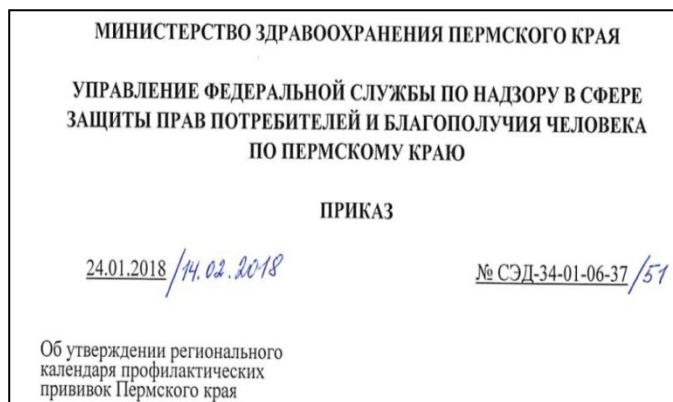 МИНИСТЕРСТВО ЗДРАВООХРАНЕНИЯ ПЕРМСКОГО КРАЯ
УПРАВЛЕНИЕ ФЕДЕРАЛЬНОЙ СЛУЖБЫ ПО НАДЗОРУ В СФЕРЕ
ЗАЩИТЫ ПРАВ ПОТРЕБИТЕЛЕЙ И БЛАГОПОЛУЧИЯ ЧЕЛОВЕКА
ПО ПЕРМСКОМУ КРАЮ
ПРИКАЗ
24.01.2018 /14.02.2018 № СЭД-34-01-06-37 /51
Об утверждении регионального
календаря профилактических
прививок Пермского края